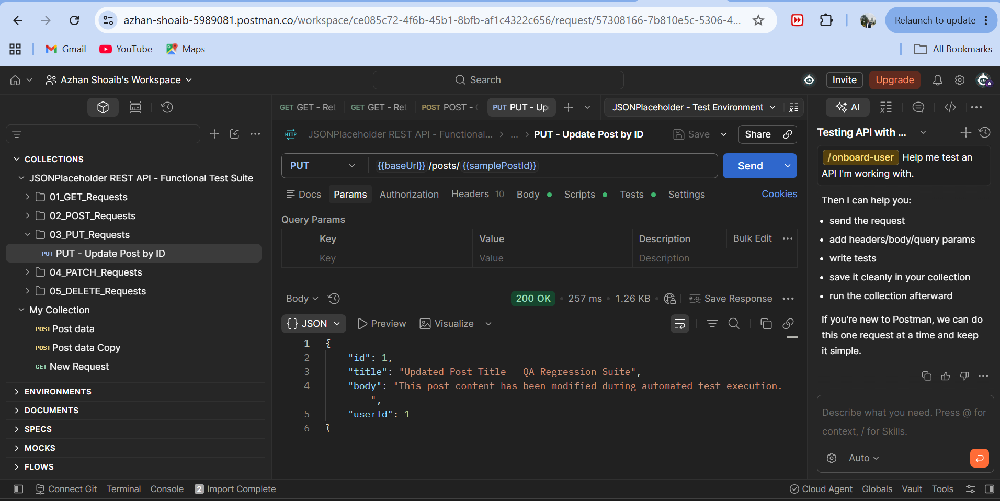 azhan-shoaib-5989081.postman.co/workspace/ce085c72-4f6b-45b1-8bfb-af1c4322c656/request/57308166-7b810e5c-5306-4...
Relaunch to update
Gmail
YouTube
Maps
All Bookmarks
Azhan Shoaib's Workspace
Search
Invite
Upgrade
A
GET GET - Ret
GET GET - Ret
POST POST - (
PUT PUT - Up
JSONPlaceholder - Test Environment
AI
HTTP
JSONPlaceholder REST API - Functional... > ... > PUT - Update Post by ID
Save
Share
Testing API with ...
COLLECTIONS
JSONPlaceholder REST API - Functional Test Suite
01_GET_Requests
02_POST_Requests
03_PUT_Requests
PUT PUT - Update Post by ID
04_PATCH_Requests
05_DELETE_Requests
My Collection
POST Post data
POST Post data Copy
GET New Request
ENVIRONMENTS
DOCUMENTS
SPECS
MOCKS
FLOWS
PUT
{{baseUrl}} /posts/ {{samplePostId}}
Send
Docs
Params
Authorization
Headers 10
Body
Scripts
Tests
Settings
Cookies
Query Params
Key Value Description Bulk Edit
Key Value Description
Body
200 OK
257 ms
1.26 KB
e.g. Save Response
{} JSON
Preview
Visualize
1 {
2 "id": 1,
3 "title": "Updated Post Title - QA Regression Suite",
4 "body": "This post content has been modified during automated test execution.
",
5 "userId": 1
6 }
/onboard-user Help me test an
API I'm working with.
Then I can help you:
• send the request
• add headers/body/query params
• write tests
• save it cleanly in your collection
• run the collection afterward
If you're new to Postman, we can do
this one request at a time and keep
it simple.
Describe what you need. Press @ for
context, / for Skills.
Auto
Connect Git
Terminal
Console
2 Import Complete
Cloud Agent
Globals
Vault
Tools